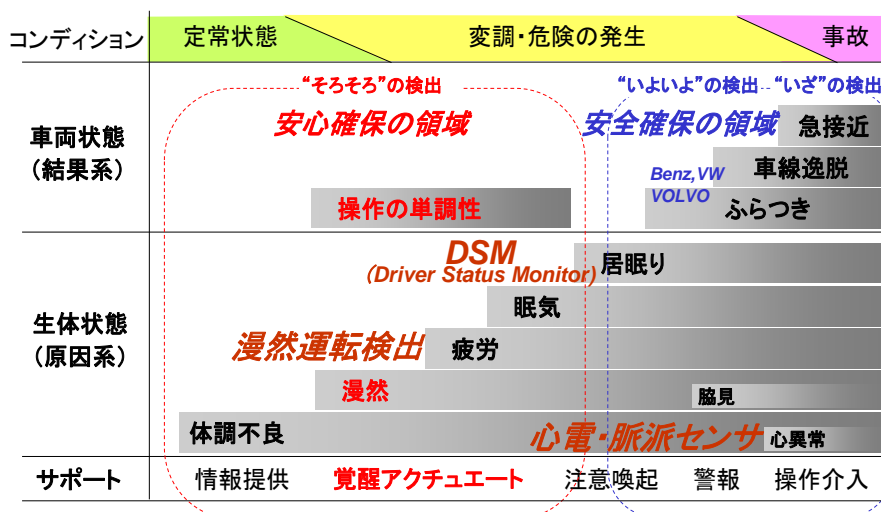 コンディション
定常状態
変調・危険の発生
事故
“そろそろ”の検出
“いよいよ”の検出
“いざ”の検出
安心確保の領域
安全確保の領域
急接近
車両状態
(結果系)
車線逸脱
Benz,VW
VOLVO
操作の単調性
ふらつき
DSM
(Driver Status Monitor)
居眠り
眠気
生体状態
(原因系)
漫然運転検出
疲労
漫然
脇見
体調不良
心電・脈派センサ
心異常
サポート
情報提供
覚醒アクチュエート
注意喚起
警報
操作介入